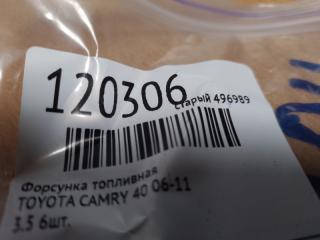 120306
старый 496989
Форсунка топливная
TOYOTA CAMRY 40 06-11
3.5 6шт.